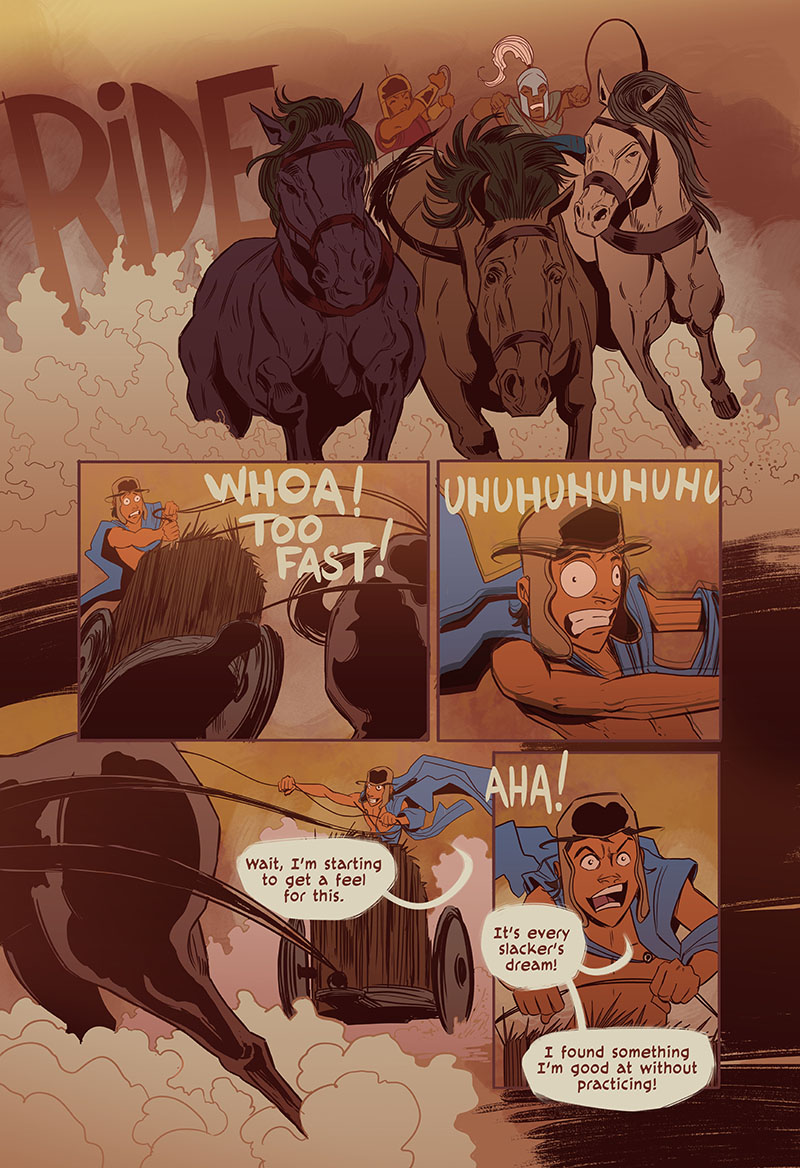 RIDE
WHOA!
TOO
FAST!
UHUHUHUHUHUHU
Wait, I'm starting
to get a feel
for this.
AHA!
It's every
slacker's
dream!
I found something
I'm good at without
practicing!